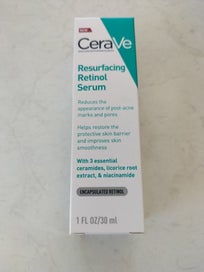 NEW
CeraVe
Resurfacing
Retinol
Serum
Reduces the
appearance of post-acne
marks and pores
Helps restore the
protective skin barrier
and improves skin
smoothness
With 3 essential
ceramides, licorice root
extract, & niacinamide
ENCAPSULATED RETINOL
1 FL OZ/30 ml